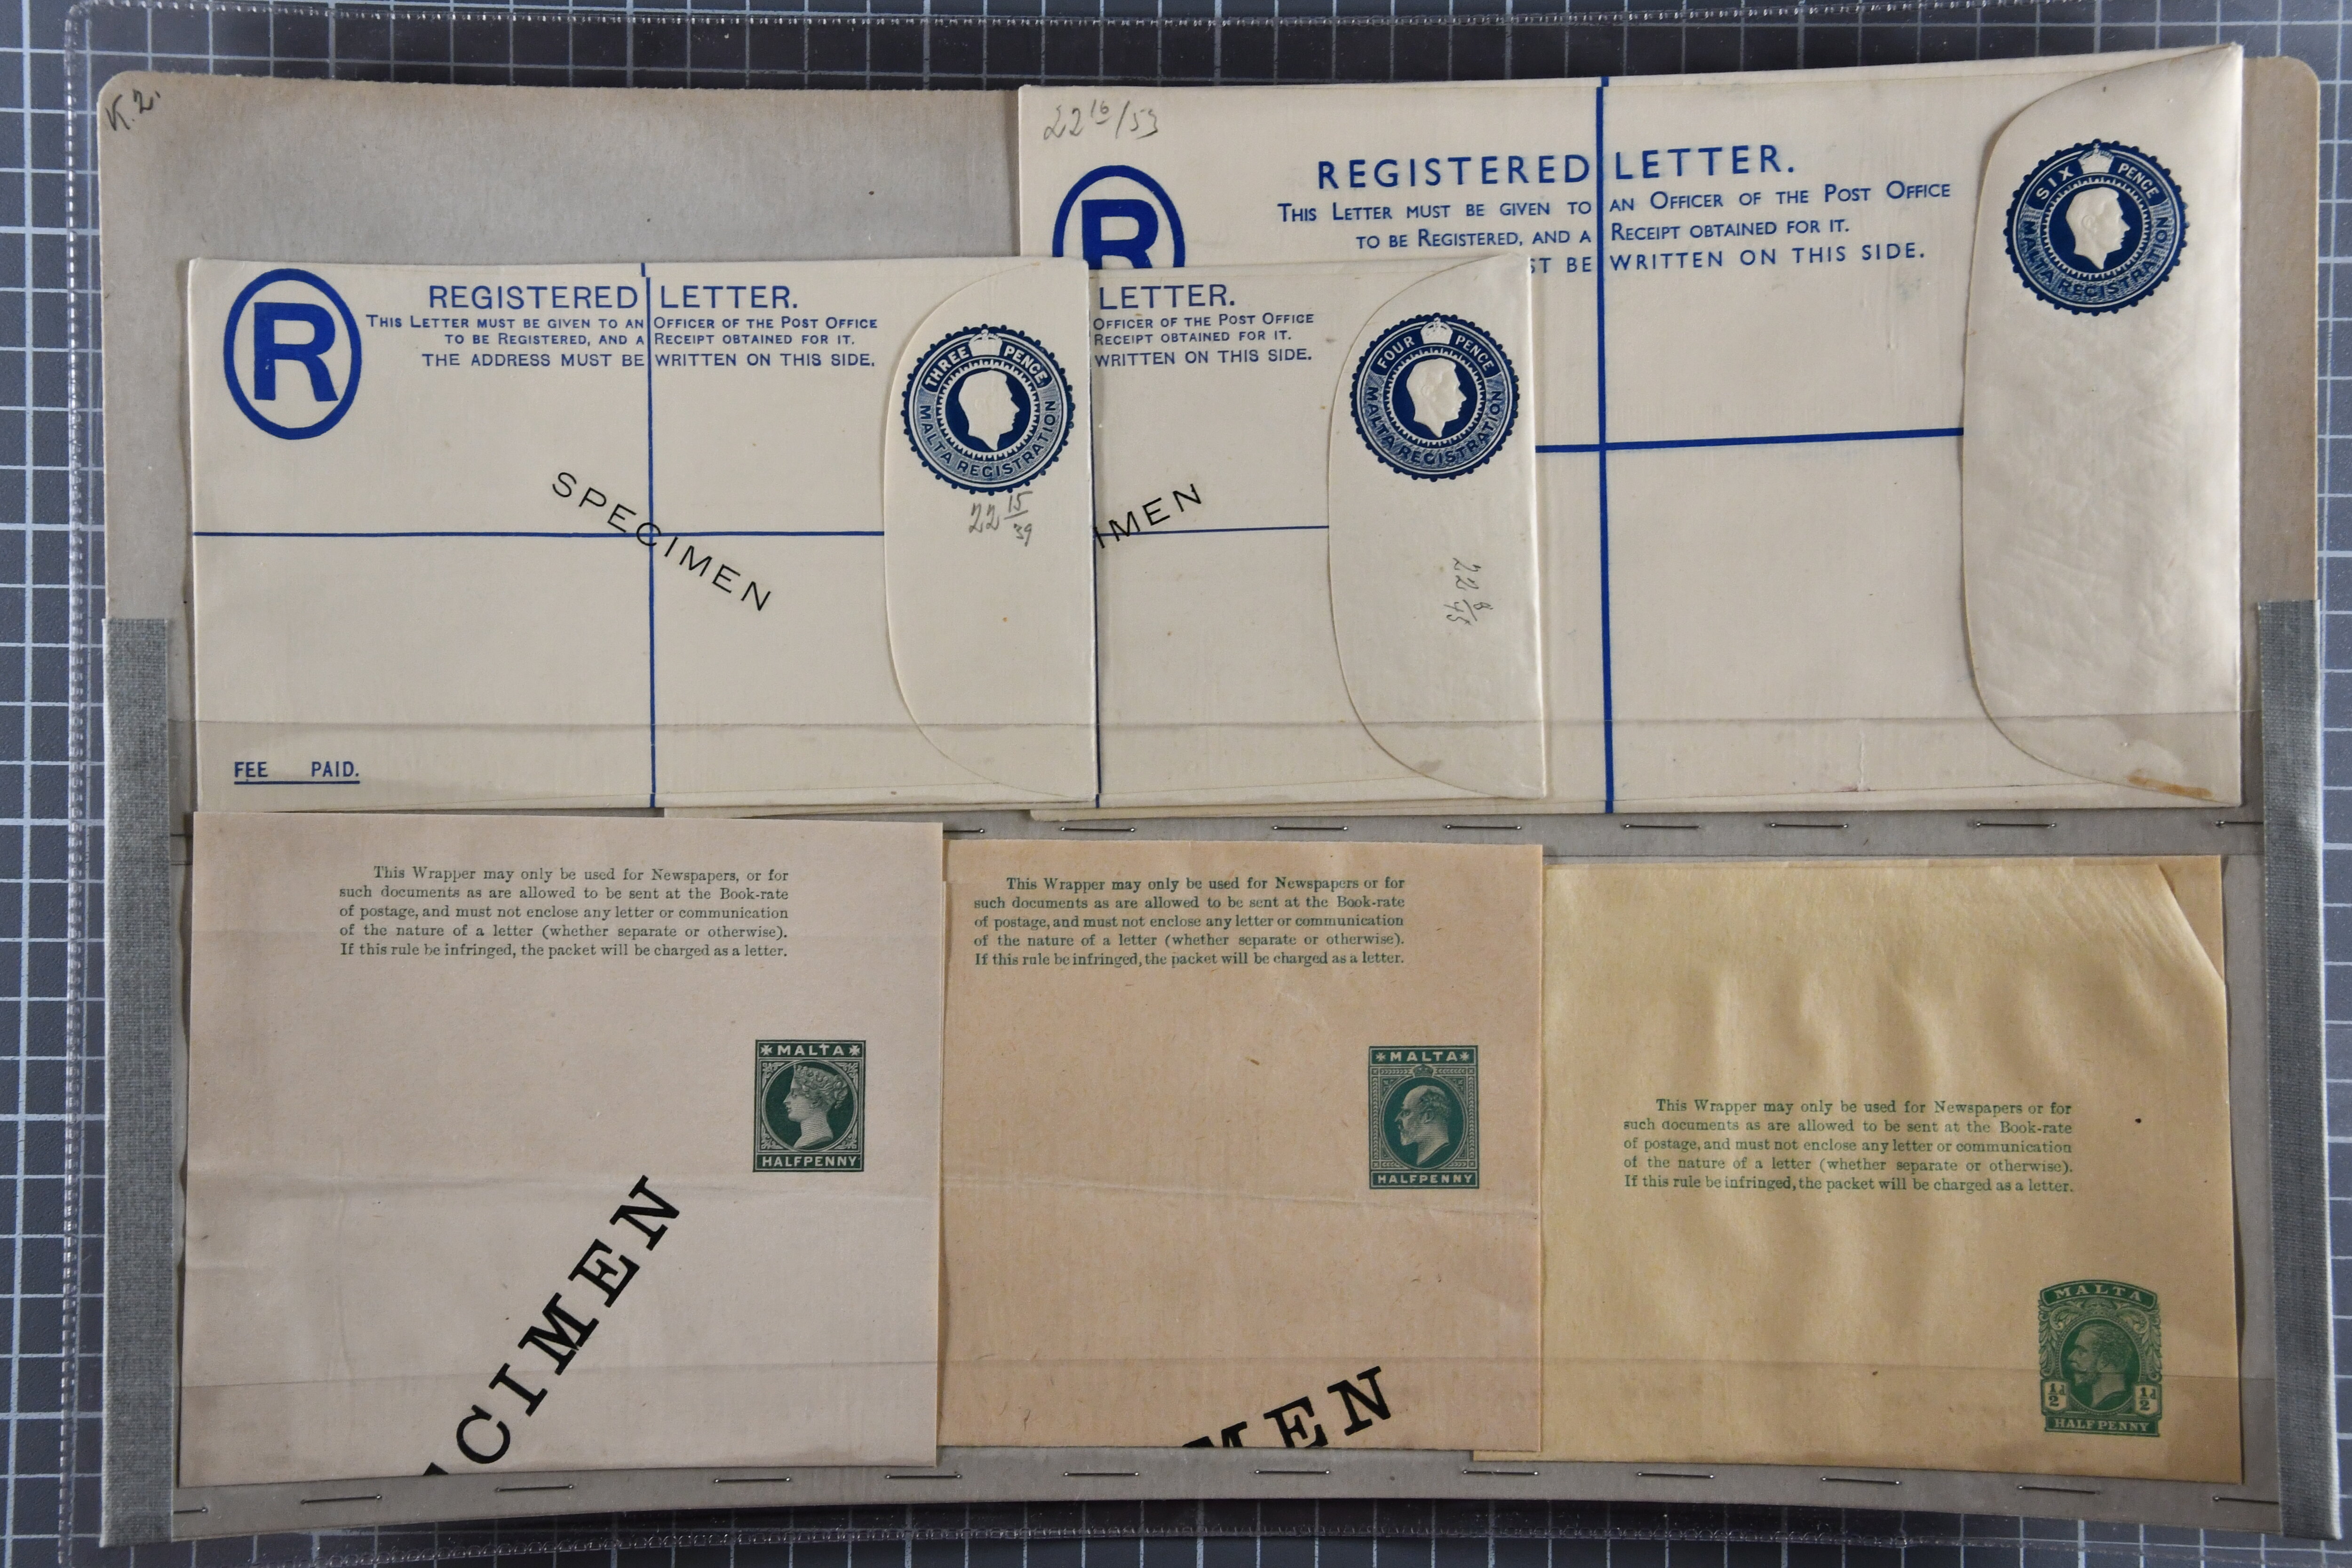 K.2.
22 16/53
REGISTERED LETTER.
THIS LETTER MUST BE GIVEN TO AN OFFICER OF THE POST OFFICE
TO BE REGISTERED, AND A RECEIPT OBTAINED FOR IT.
ST BE WRITTEN ON THIS SIDE.
R
SIX PENCE
MALTA REGISTRATION
R
REGISTERED LETTER.
THIS LETTER MUST BE GIVEN TO AN OFFICER OF THE POST OFFICE
TO BE REGISTERED, AND A RECEIPT OBTAINED FOR IT.
THE ADDRESS MUST BE WRITTEN ON THIS SIDE.
THREE PENCE
MALTA REGISTRATION
22 15/39
SPECIMEN
FEE PAID.
LETTER.
OFFICER OF THE POST OFFICE
RECEIPT OBTAINED FOR IT.
WRITTEN ON THIS SIDE.
FOUR PENCE
MALTA REGISTRATION
IMEN
22 8/45
This Wrapper may only be used for Newspapers, or for
such documents as are allowed to be sent at the Book-rate
of postage, and must not enclose any letter or communication
of the nature of a letter (whether separate or otherwise).
If this rule be infringed, the packet will be charged as a letter.
MALTA
HALFPENNY
CIMEN
This Wrapper may only be used for Newspapers or for
such documents as are allowed to be sent at the Book-rate
of postage, and must not enclose any letter or communication
of the nature of a letter (whether separate or otherwise).
If this rule be infringed, the packet will be charged as a letter.
MALTA
HALFPENNY
MEN
This Wrapper may only be used for Newspapers or for
such documents as are allowed to be sent at the Book-rate
of postage, and must not enclose any letter or communication
of the nature of a letter (whether separate or otherwise).
If this rule be infringed, the packet will be charged as a letter.
MALTA
½d ½d
HALFPENNY